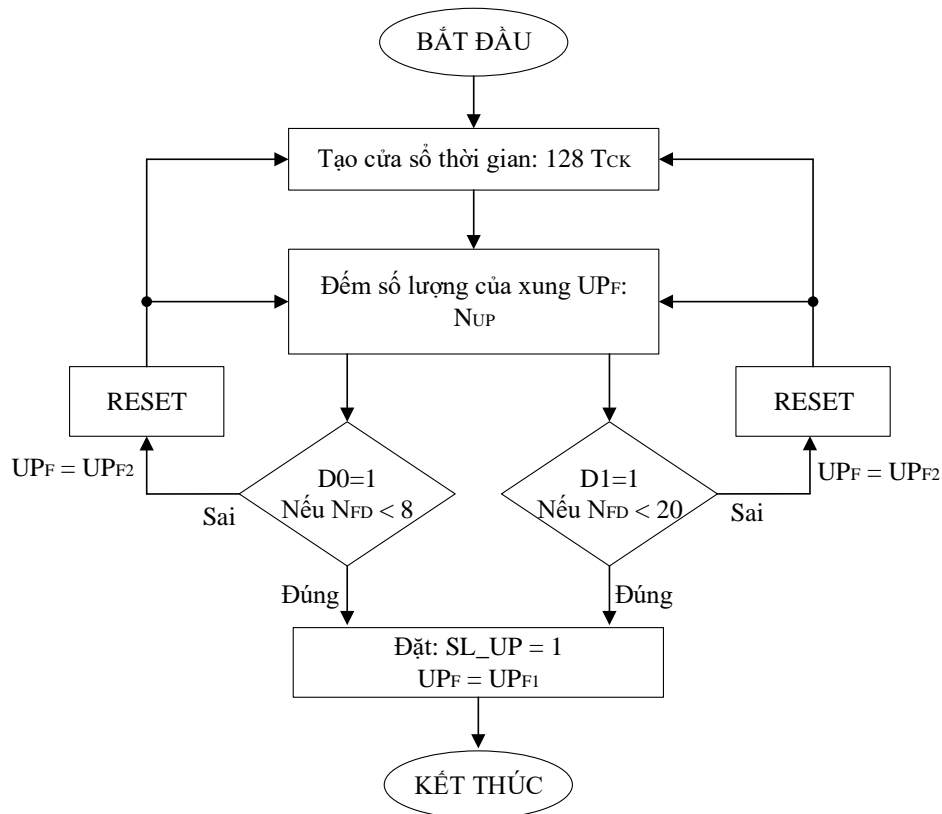 BẮT ĐẦU
Tạo cửa sổ thời gian: 128 TCK
Đếm số lượng của xung UPF:
NUP
RESET
RESET
UPF = UPF2
UPF = UPF2
D0=1
Nếu NFD < 8
D1=1
Nếu NFD < 20
Sai
Sai
Đúng
Đúng
Đặt: SL_UP = 1
UPF = UPF1
KẾT THÚC